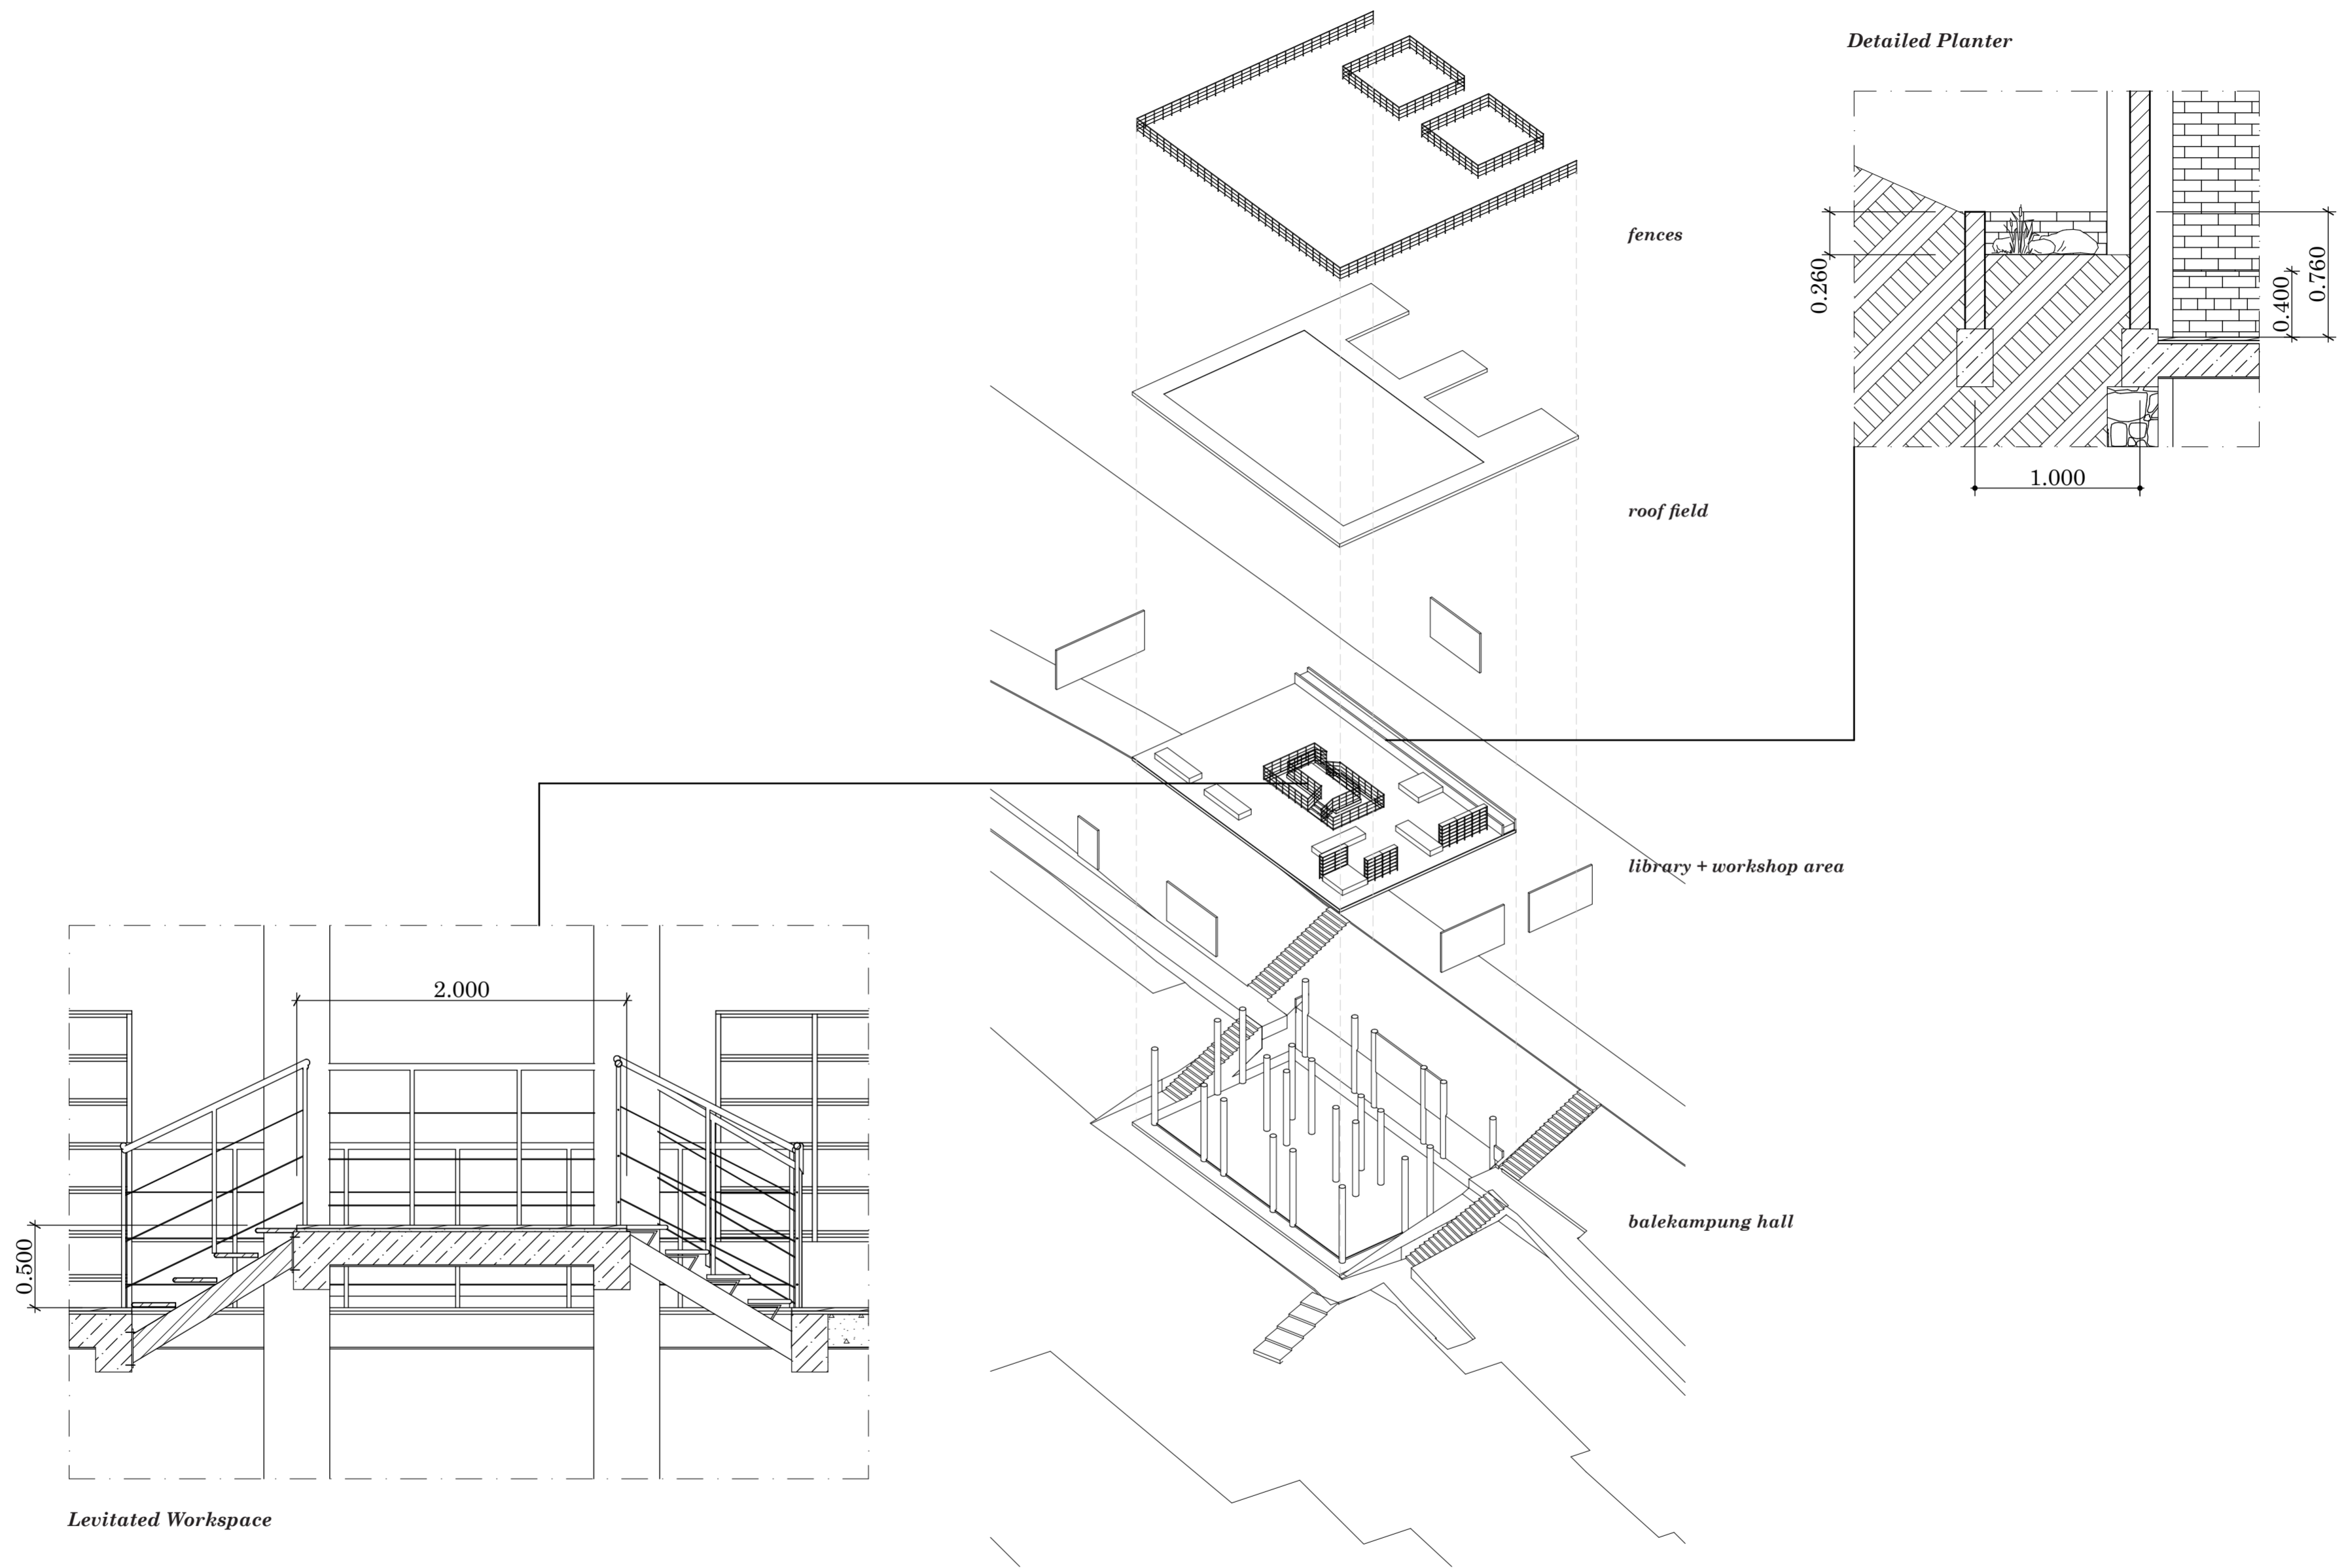 Detailed Planter
fences
0.260
0.400
0.760
1.000
roof field
library + workshop area
2.000
0.500
balekampung hall
Levitated Workspace